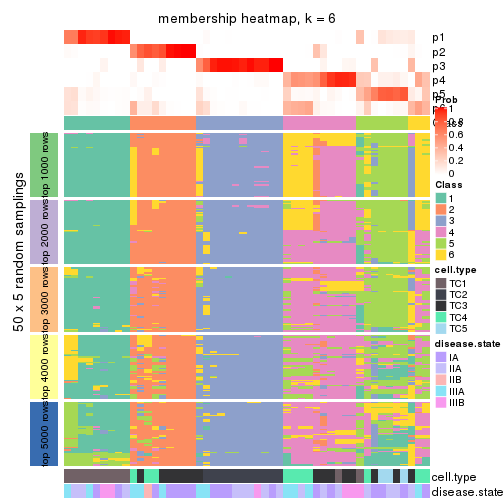 membership heatmap, k = 6
p1
p2
p3
p4
p5
Prob
0.6
0.4
0.2
0
Class
1
2
3
4
5
6
cell.type
TC1
TC2
TC3
TC4
TC5
disease.state
IA
IIA
IIB
IIIA
IIIB
50 x 5 random samplings
top 1000 rows
top 2000 rows
top 3000 rows
top 4000 rows
top 5000 rows
cell.type
disease.state